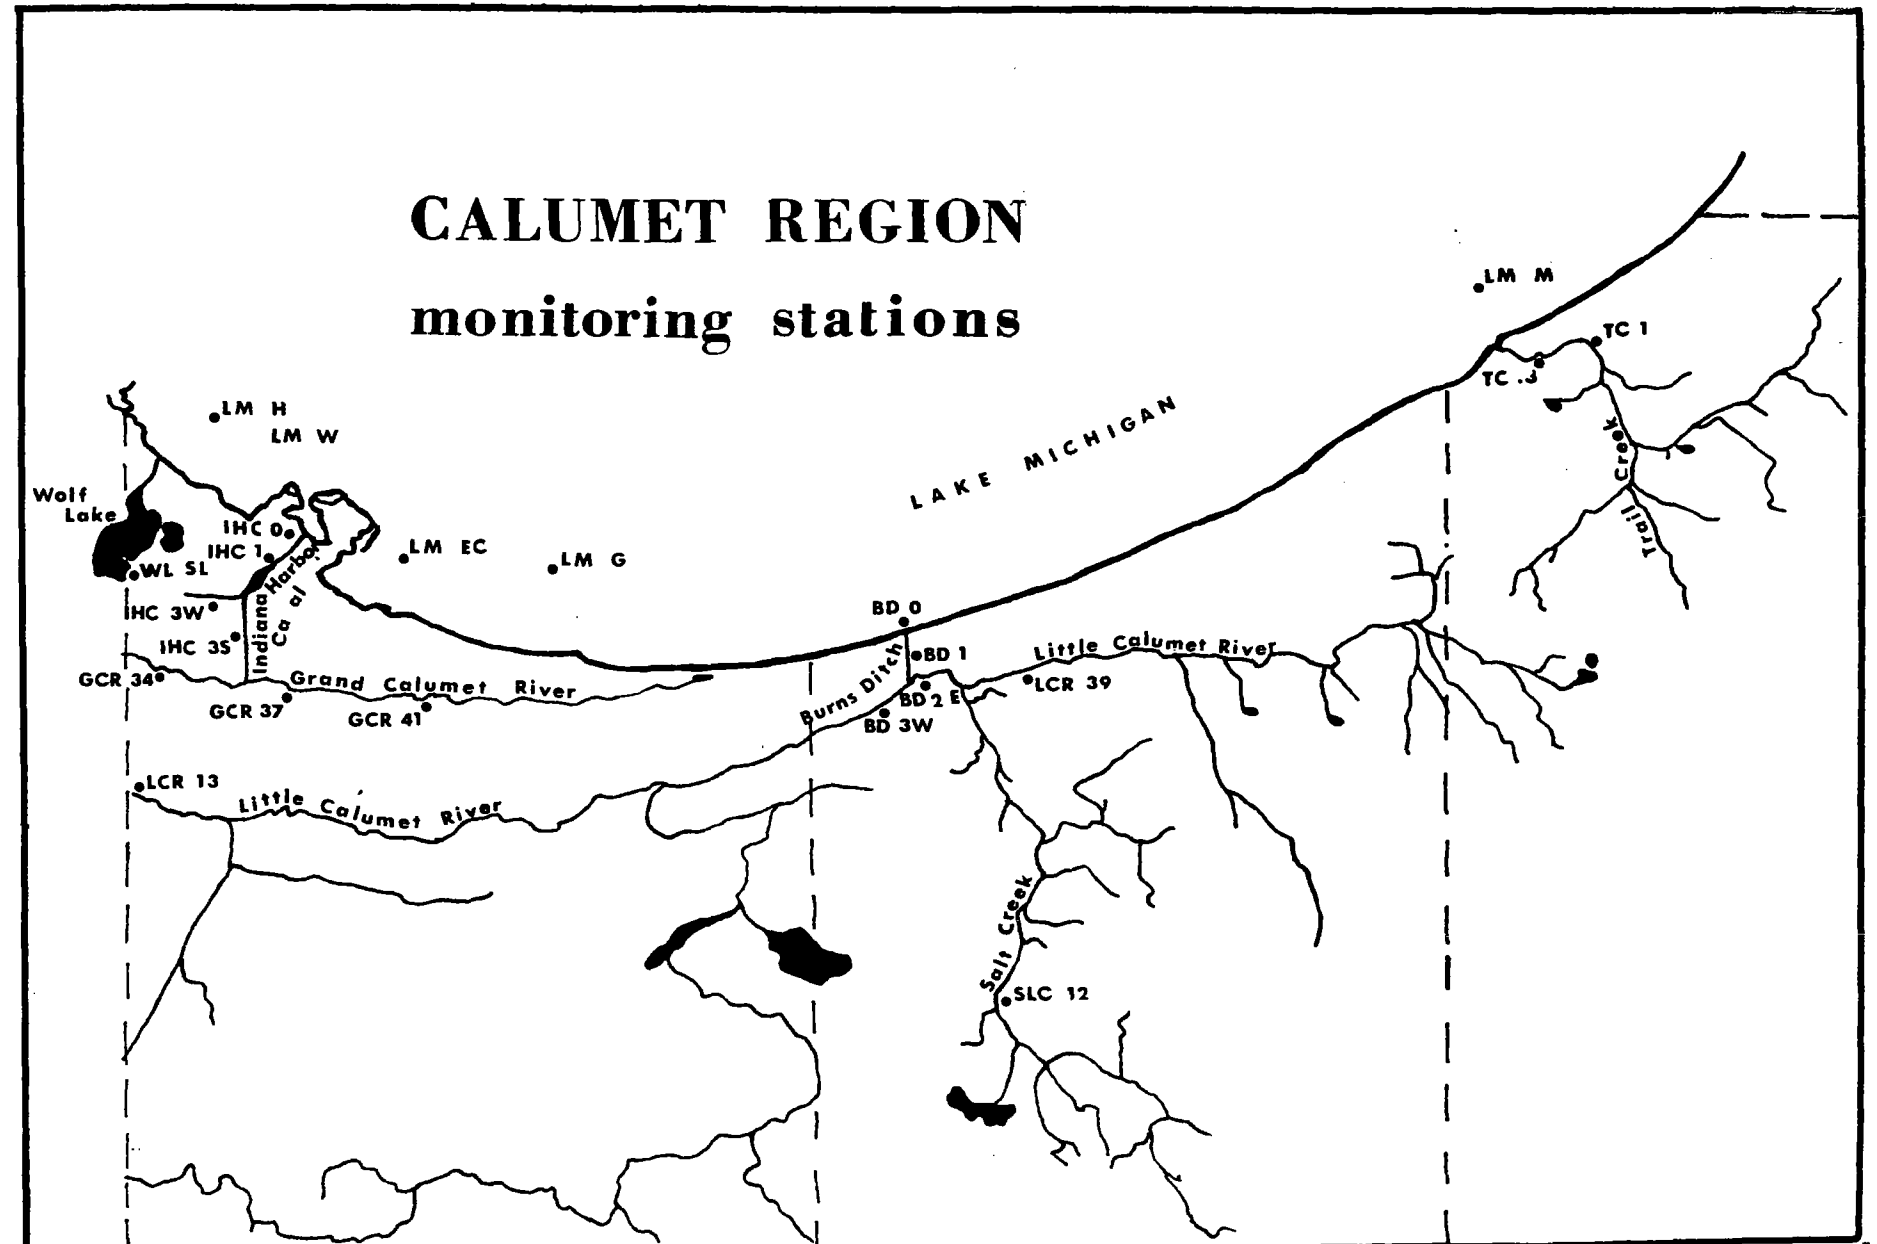 CALUMET REGION
monitoring stations
LM M
TC 1
TC .3
LM H
LM W
LAKE MICHIGAN
Wolf
Lake
IHC 0
IHC 1
LM EC
LM G
WL SL
Indiana
Harbo
Ca al
IHC 3W
IHC 3S
GCR 34
GCR 37
GCR 41
Grand Calumet River
BD 0
BD 1
Burns Ditch
BD 2 E
BD 3W
Little Calumet River
LCR 39
Creek
Trail
LCR 13
Little Calumet River
Salt Creek
SLC 12